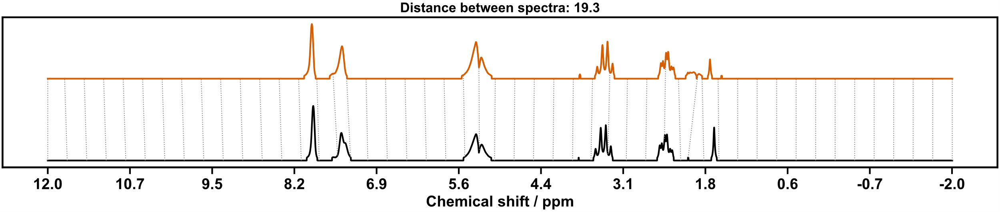 Distance between spectra: 19.3
12.0 10.7 9.5 8.2 6.9 5.6 4.4 3.1 1.8 0.6 -0.7 -2.0
Chemical shift / ppm